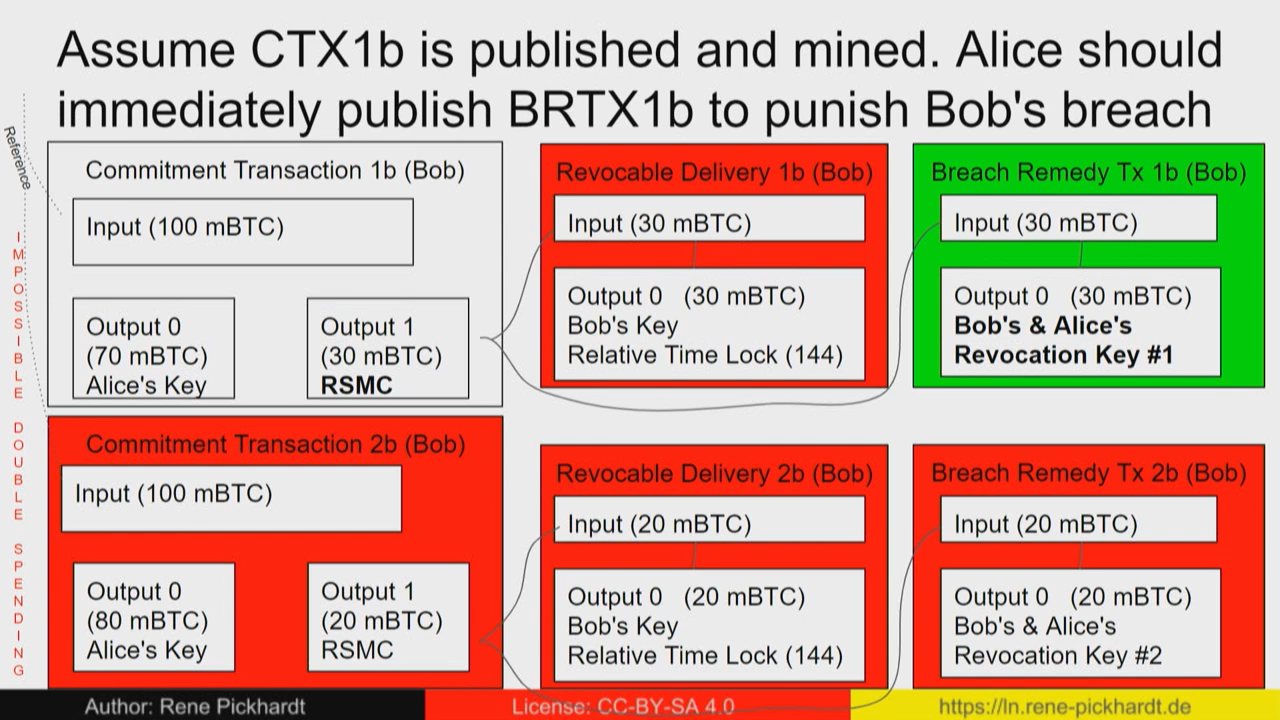 Assume CTX1b is published and mined. Alice should
immediately publish BRTX1b to punish Bob's breach
Reference
IMPOSSIBLE DOUBLE SPENDING
Commitment Transaction 1b (Bob)
Input (100 mBTC)
Output 0
(70 mBTC)
Alice's Key
Output 1
(30 mBTC)
RSMC
Revocable Delivery 1b (Bob)
Input (30 mBTC)
Output 0 (30 mBTC)
Bob's Key
Relative Time Lock (144)
Breach Remedy Tx 1b (Bob)
Input (30 mBTC)
Output 0 (30 mBTC)
Bob's & Alice's
Revocation Key #1
Commitment Transaction 2b (Bob)
Input (100 mBTC)
Output 0
(80 mBTC)
Alice's Key
Output 1
(20 mBTC)
RSMC
Revocable Delivery 2b (Bob)
Input (20 mBTC)
Output 0 (20 mBTC)
Bob's Key
Relative Time Lock (144)
Breach Remedy Tx 2b (Bob)
Input (20 mBTC)
Output 0 (20 mBTC)
Bob's & Alice's
Revocation Key #2
Author: Rene Pickhardt
License: CC-BY-SA 4.0
https://ln.rene-pickhardt.de